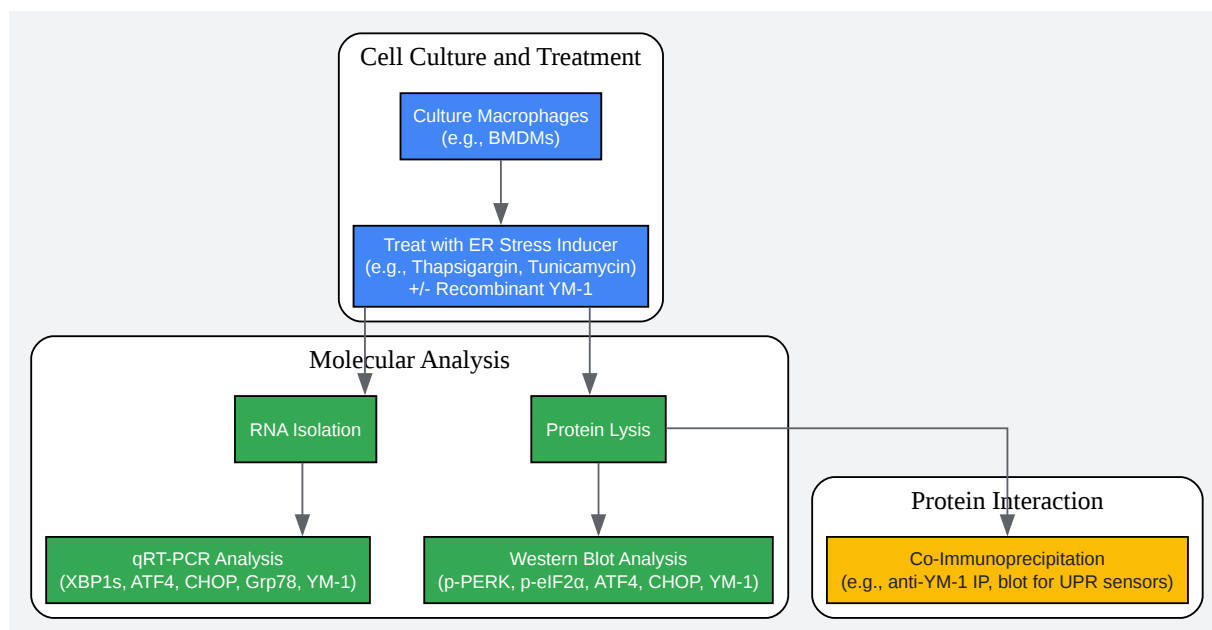 Cell Culture and Treatment
Culture Macrophages
(e.g., BMDMs)
Treat with ER Stress Inducer
(e.g., Thapsigargin, Tunicamycin)
+/- Recombinant YM-1
Molecular Analysis
RNA Isolation
Protein Lysis
qRT-PCR Analysis
(XBP1s, ATF4, CHOP, Grp78, YM-1)
Western Blot Analysis
(p-PERK, p-eIF2α, ATF4, CHOP, YM-1)
Protein Interaction
Co-Immunoprecipitation
(e.g., anti-YM-1 IP, blot for UPR sensors)